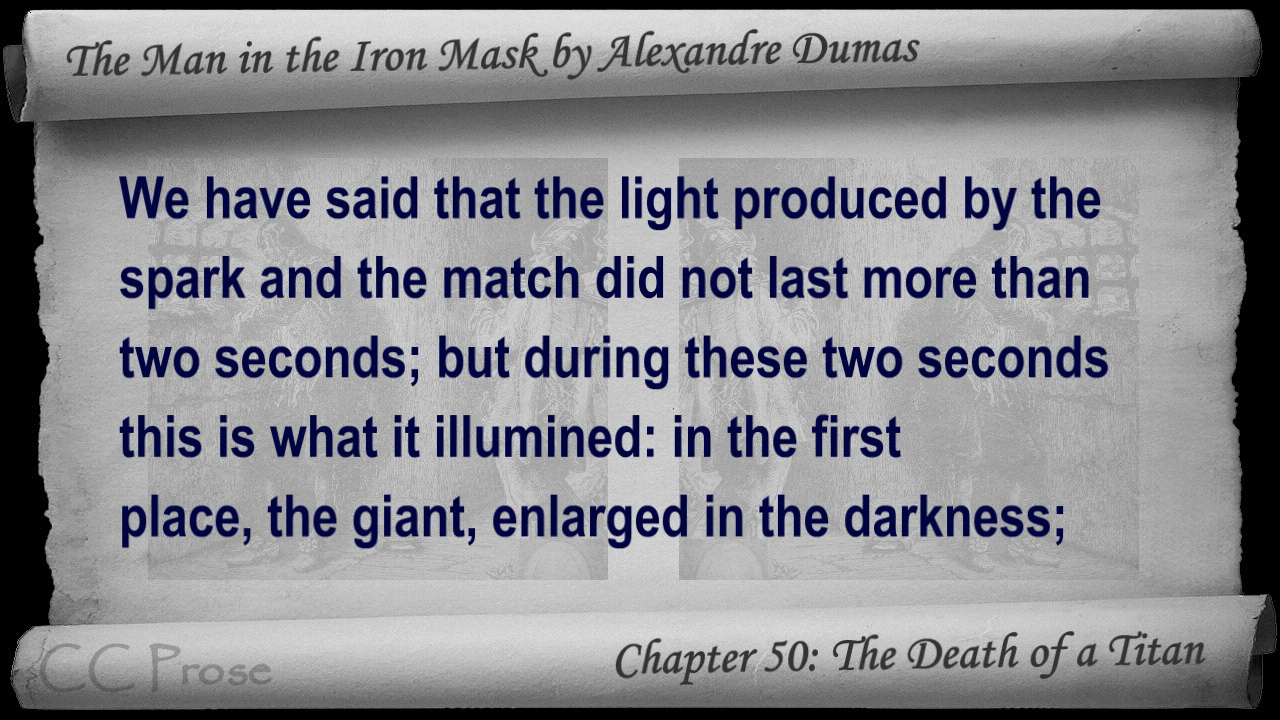 The Man in the Iron Mask by Alexandre Dumas
We have said that the light produced by the
spark and the match did not last more than
two seconds; but during these two seconds
this is what it illumined: in the first
place, the giant, enlarged in the darkness;
CC Prose
Chapter 50: The Death of a Titan